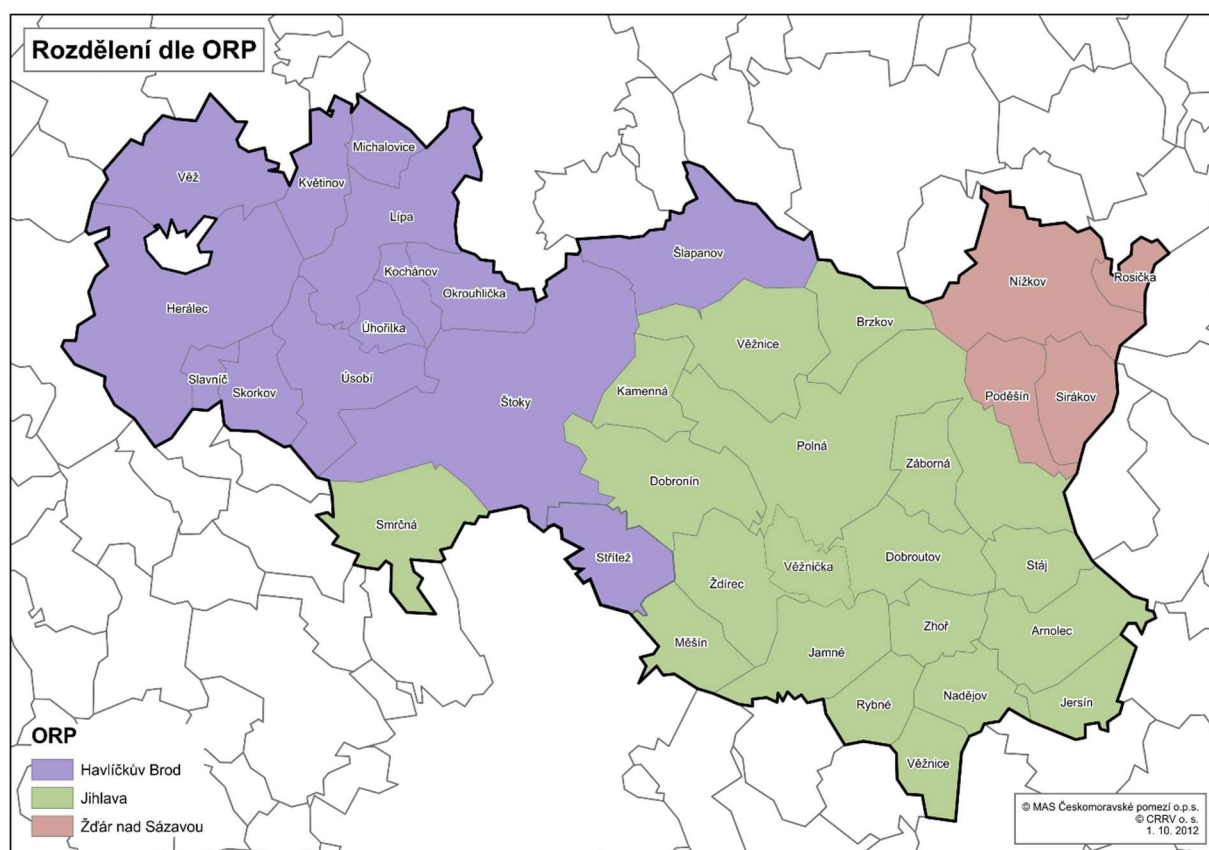 Rozdělení dle ORP
Michalovice
Věž
Květinov
Lípa
Šlapanov
Kochánov
Rosička
Nížkov
Okrouhlička
Herálec
Úhořilka
Brzkov
Věžnice
Slavníč
Skorkov
Úsobí
Kamenná
Poděšín
Sirákov
Štoky
Polná
Záborná
Dobronín
Smrčná
Střítež
Dobroutov
Věžnička
Stáj
Ždírec
Zhoř
Arnolec
Měšín
Jamné
Nadějov
Jersín
Rybné
Věžnice
ORP
Havlíčkův Brod
Jihlava
Žďár nad Sázavou
© MAS Českomoravské pomezí o.p.s.
© CRRV o. s.
1. 10. 2012